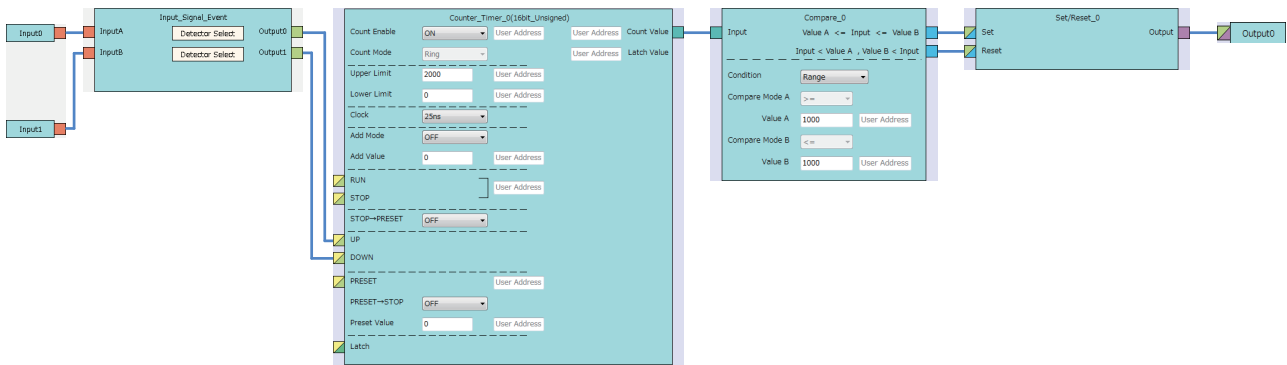 Input0
Input1
Input_Signal_Event
InputA Detector Select Output0
InputB Detector Select Output1
Counter_Timer_0(16bit_Unsigned)
Count Enable ON User Address User Address Count Value
Count Mode Ring User Address Latch Value
Upper Limit 2000 User Address
Lower Limit 0 User Address
Clock 25ns
Add Mode OFF
Add Value 0 User Address
RUN
User Address
STOP
STOP→PRESET OFF
UP
DOWN
PRESET User Address
PRESET→STOP OFF
Preset Value 0 User Address
Latch
Compare_0
Input Value A <= Input <= Value B
Input < Value A , Value B < Input
Condition Range
Compare Mode A >=
Value A 1000 User Address
Compare Mode B <=
Value B 1000 User Address
Set/Reset_0
Set Output
Reset
Output0